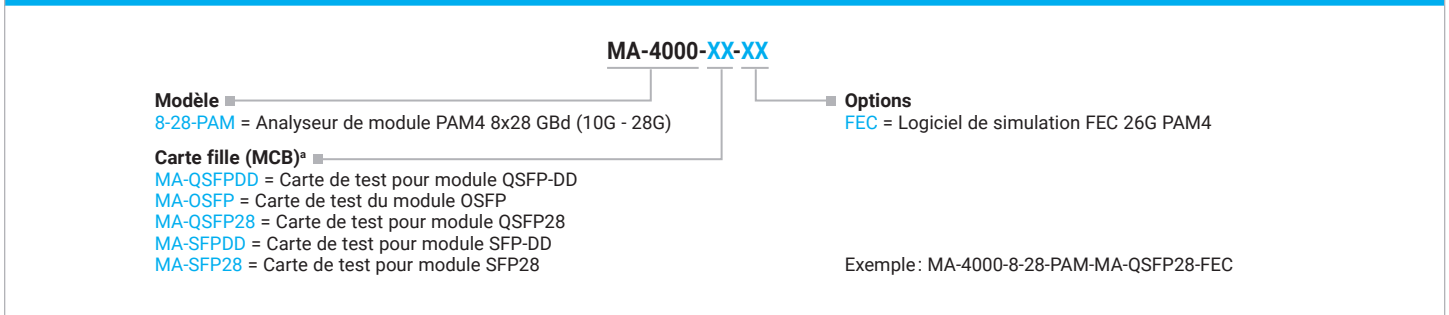 MA-4000-XX-XX
Modèle
8-28-PAM = Analyseur de module PAM4 8x28 GBd (10G - 28G)
Carte fille (MCB)ª
MA-QSFPDD = Carte de test pour module QSFP-DD
MA-OSFP = Carte de test du module OSFP
MA-QSFP28 = Carte de test pour module QSFP28
MA-SFPDD = Carte de test pour module SFP-DD
MA-SFP28 = Carte de test pour module SFP28
Options
FEC = Logiciel de simulation FEC 26G PAM4
Exemple : MA-4000-8-28-PAM-MA-QSFP28-FEC